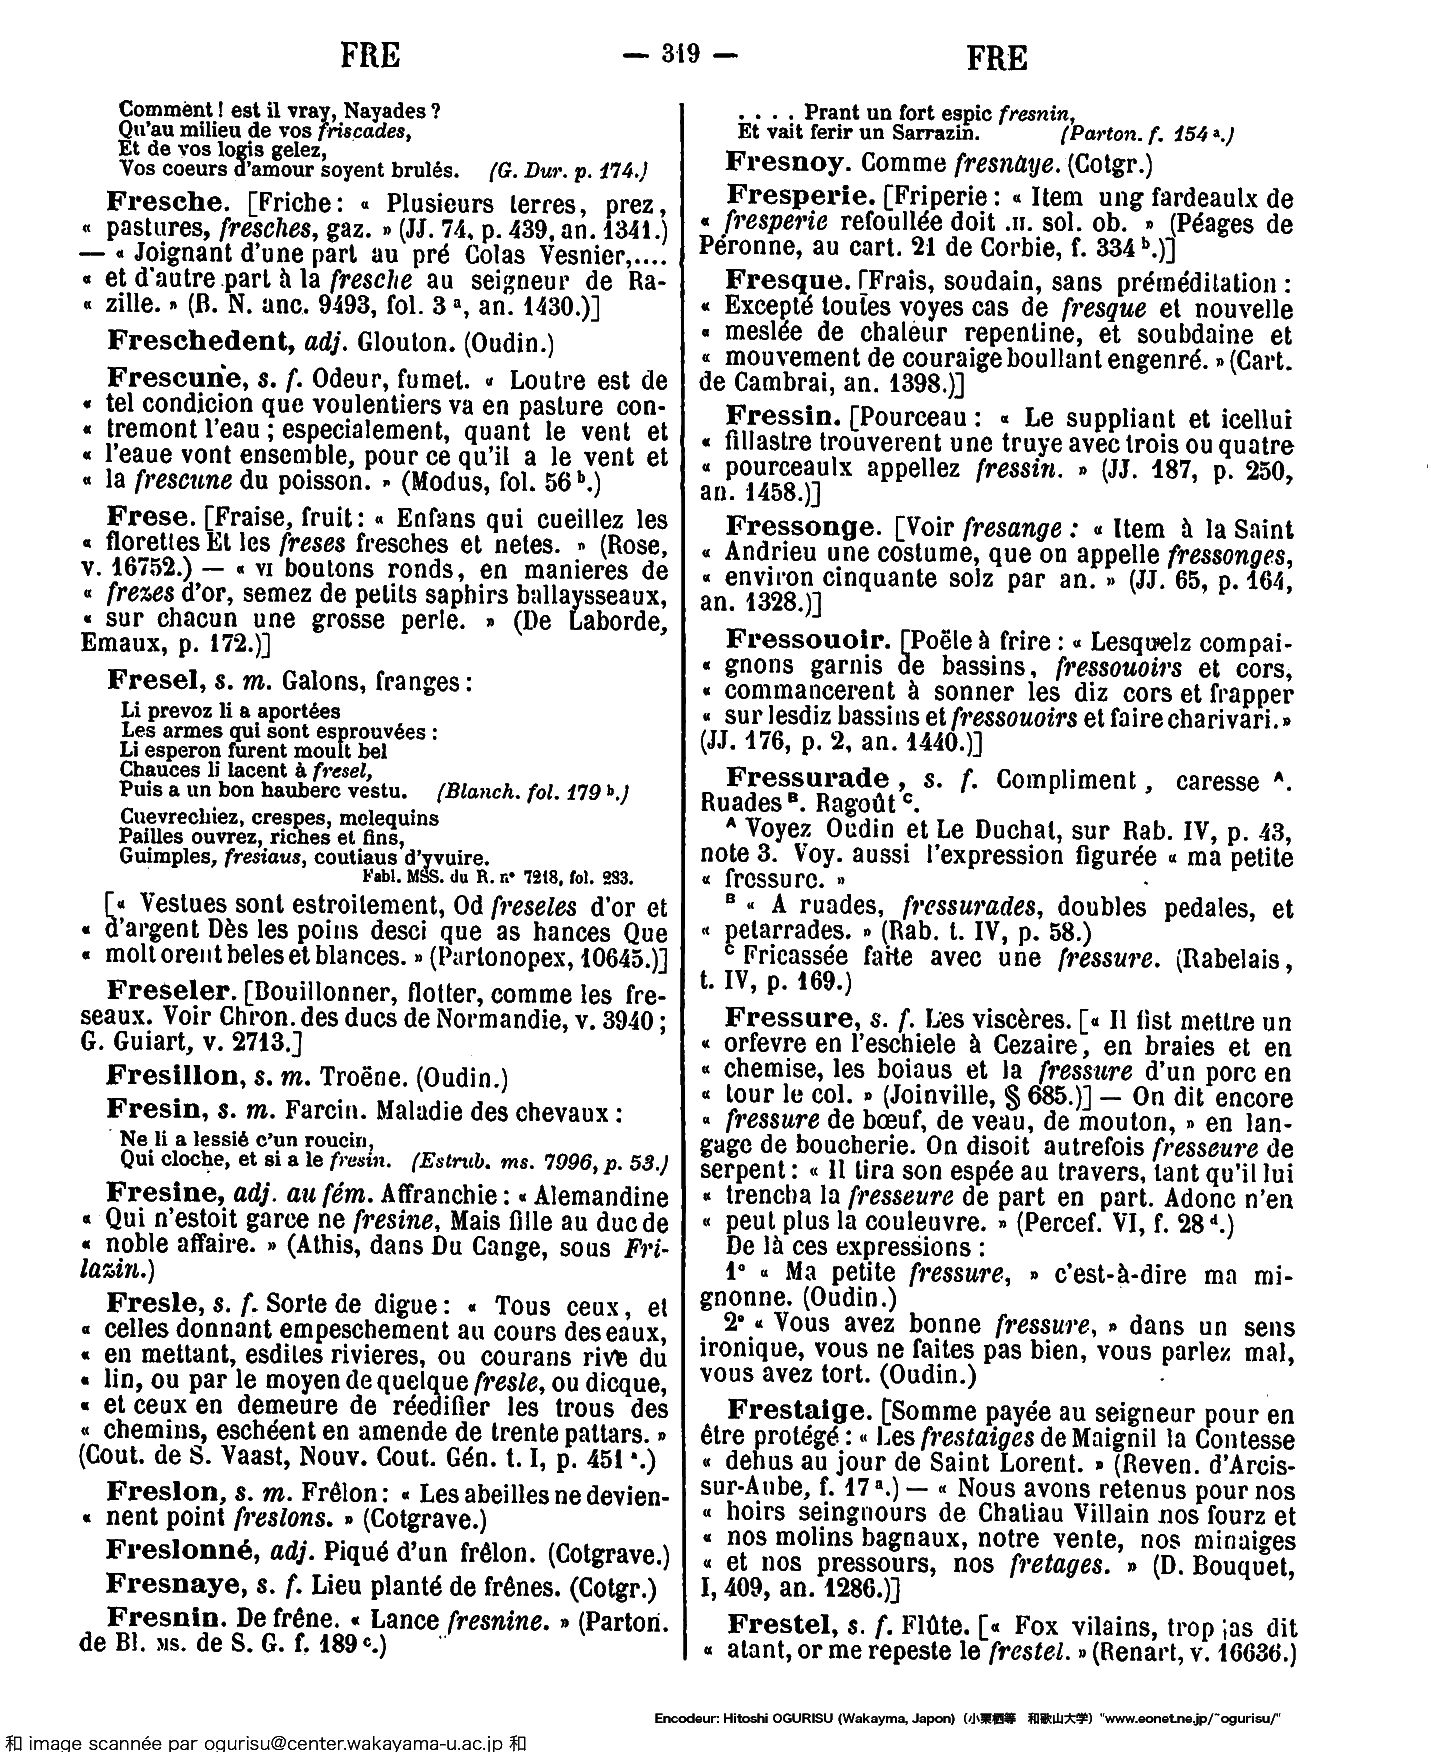 FRE
— 319 —
FRE
Comment ! est il vray, Nayades ?
Qu'au milieu de vos friscades,
Et de vos logis gelez,
Vos coeurs d'amour soyent brulés. (G. Dur. p. 174.)
Fresche. [Friche : « Plusieurs terres, prez,
« pastures, fresches, gaz. » (JJ. 74, p. 439, an. 1341.)
— « Joignant d'une part au pré Colas Vesnier,....
« et d'autre part à la fresche au seigneur de Ra-
« zille. » (B. N. anc. 9493, fol. 3 a, an. 1430.)]
Freschedent, adj. Glouton. (Oudin.)
Frescune, s. f. Odeur, fumet. « Loutre est de
« tel condicion que voulentiers va en pasture con-
« tremont l'eau ; especialement, quant le vent et
« l'eaue vont ensemble, pour ce qu'il a le vent et
« la frescune du poisson. » (Modus, fol. 56 b.)
Frese. [Fraise, fruit : « Enfans qui cueillez les
« florettes Et les freses fresches et netes. » (Rose,
v. 16752.) — « VI boutons ronds, en manieres de
« frezes d'or, semez de petits saphirs ballaysseaux,
« sur chacun une grosse perle. » (De Laborde,
Emaux, p. 172.)]
Fresel, s. m. Galons, franges :
Li prevoz li a aportées
Les armes qui sont esprouvées :
Li esperon furent moult bel
Chauces li lacent à fresel,
Puis a un bon hauberc vestu. (Blanch. fol. 179 b.)
Cuevrechiez, crespes, molequins
Pailles ouvrez, riches et fins,
Guimples, fresiaus, coutiaus d'yvuire.
Fabl. MSS. du R. n° 7218, fol. 283.
[« Vestues sont estroitement, Od freseles d'or et
« d'argent Dès les poins desci que as hances Que
« molt orent beles et blances. » (Partonopex, 10645.)]
Freseler. [Bouillonner, flotter, comme les fre-
seaux. Voir Chron. des ducs de Normandie, v. 3940 ;
G. Guiart, v. 2713.]
Fresillon, s. m. Troëne. (Oudin.)
Fresin, s. m. Farcin. Maladie des chevaux :
Ne li a lessié c'un roucin,
Qui cloche, et si a le fresin. (Estrub. ms. 7996, p. 53.)
Fresine, adj. au fém. Affranchie : « Alemandine
« Qui n'estoit garce ne fresine, Mais fille au duc de
« noble affaire. » (Athis, dans Du Cange, sous Fri-
lazin.)
Fresle, s. f. Sorte de digue : « Tous ceux, et
« celles donnant empeschement au cours des eaux,
« en mettant, esdites rivieres, ou courans rive du
« lin, ou par le moyen de quelque fresle, ou dicque,
« et ceux en demeure de réedifier les trous des
« chemins, eschéent en amende de trente pattars. »
(Cout. de S. Vaast, Nouv. Cout. Gén. t. I, p. 451 a.)
Freslon, s. m. Frêlon : « Les abeilles ne devien-
« nent point freslons. » (Cotgrave.)
Freslonné, adj. Piqué d'un frêlon. (Cotgrave.)
Fresnaye, s. f. Lieu planté de frênes. (Cotgr.)
Fresnin. De frêne. « Lance fresnine. » (Parton.
de Bl. MS. de S. G. f. 189 c.)
. . . . Prant un fort espic fresnin,
Et vait ferir un Sarrazin. (Parton. f. 154 a.)
Fresnoy. Comme fresnaye. (Cotgr.)
Fresperie. [Friperie : « Item ung fardeaulx de
« fresperie refoullée doit .II. sol. ob. » (Péages de
Péronne, au cart. 21 de Corbie, f. 334 b.)]
Fresque. [Frais, soudain, sans préméditation :
« Excepté toutes voyes cas de fresque et nouvelle
« meslée de chaleur repentine, et soubdaine et
« mouvement de couraige boullant engenré. » (Cart.
de Cambrai, an. 1398.)]
Fressin. [Pourceau : « Le suppliant et icellui
« fillastre trouverent une truye avec trois ou quatre
« pourceaulx appellez fressin. » (JJ. 187, p. 250,
an. 1458.)]
Fressonge. [Voir fresange : « Item à la Saint
« Andrieu une costume, que on appelle fressonges,
« environ cinquante solz par an. » (JJ. 65, p. 164,
an. 1328.)]
Fressouoir. [Poële à frire : « Lesquelz compai-
« gnons garnis de bassins, fressouoirs et cors,
« commancerent à sonner les diz cors et frapper
« sur lesdiz bassins et fressouoirs et faire charivari. »
(JJ. 176, p. 2, an. 1440.)]
Fressurade, s. f. Compliment, caresse A.
Ruades B. Ragoût C.
A Voyez Oudin et Le Duchat, sur Rab. IV, p. 43,
note 3. Voy. aussi l'expression figurée « ma petite
« fressure. »
B « A ruades, fressurades, doubles pedales, et
« petarrades. » (Rab. t. IV, p. 58.)
C Fricassée faite avec une fressure. (Rabelais,
t. IV, p. 169.)
Fressure, s. f. Les viscères. [« Il fist mettre un
« orfevre en l'eschiele à Cezaire, en braies et en
« chemise, les boiaus et la fressure d'un porc en
« tour le col. » (Joinville, § 685.)] — On dit encore
« fressure de bœuf, de veau, de mouton, » en lan-
gage de boucherie. On disoit autrefois fresseure de
serpent : « Il tira son espée au travers, tant qu'il lui
« trencha la fresseure de part en part. Adonc n'en
« peut plus la couleuvre. » (Percef. VI, f. 28 d.)
De là ces expressions :
1° « Ma petite fressure, » c'est-à-dire ma mi-
gnonne. (Oudin.)
2° « Vous avez bonne fressure, » dans un sens
ironique, vous ne faites pas bien, vous parlez mal,
vous avez tort. (Oudin.)
Frestaige. [Somme payée au seigneur pour en
être protégé : « Les frestaiges de Maignil la Contesse
« dehus au jour de Saint Lorent. » (Reven. d'Arcis-
sur-Aube, f. 17 a.) — « Nous avons retenus pour nos
« hoirs seingnours de Chatiau Villain nos fourz et
« nos molins bagnaux, notre vente, nos minaiges
« et nos pressours, nos fretages. » (D. Bouquet,
I, 409, an. 1286.)]
Frestel, s. f. Flûte. [« Fox vilains, trop jas dit
« atant, or me repeste le frestel. » (Renart, v. 16636.)
Encodeur: Hitoshi OGURISU (Wakayma, Japon) (小栗栖等 和歌山大学) "www.eonet.ne.jp/~ogurisu/"
和 image scannée par ogurisu@center.wakayama-u.ac.jp 和